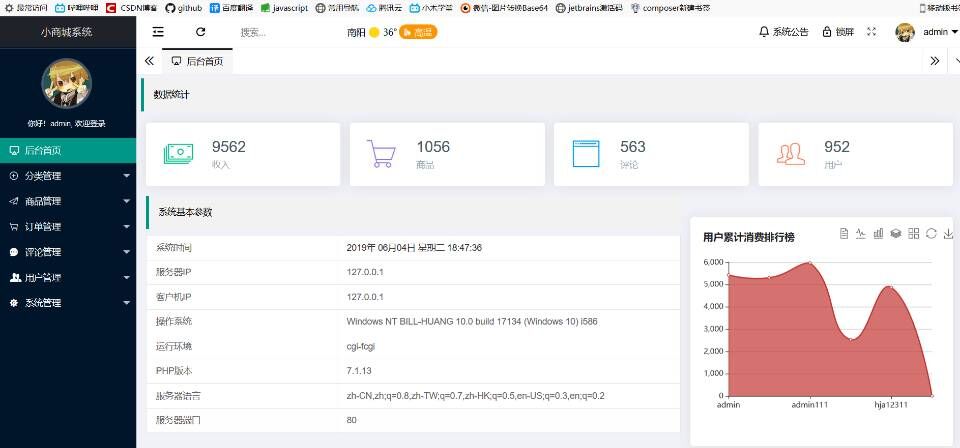 最常访问 哔哩哔哩 CSDN博客 github 百度翻译 javascript 常用导航 腾讯云 小木学堂 微信-图片转换Base64 jetbrains激活码 composer新建书签
小商城系统 搜索... 南阳 36° 高温 系统公告 锁屏 admin
后台首页
你好! admin, 欢迎登录
后台首页
分类管理
商品管理
订单管理
评论管理
用户管理
系统管理
数据统计
9562 1056 563 952
收入 商品 评论 用户
系统基本参数
系统时间 2019年 06月04日 星期二 18:47:36
服务器IP 127.0.0.1
客户机IP 127.0.0.1
操作系统 Windows NT BILL-HUANG 10.0 build 17134 (Windows 10) i586
运行环境 cgi-fcgi
PHP版本 7.1.13
服务器语言 zh-CN,zh;q=0.8,zh-TW;q=0.7,zh-HK;q=0.5,en-US;q=0.3,en;q=0.2
服务器端口 80
用户累计消费排行榜
6,000
5,000
4,000
3,000
2,000
1,000
0
admin admin111 hja12311